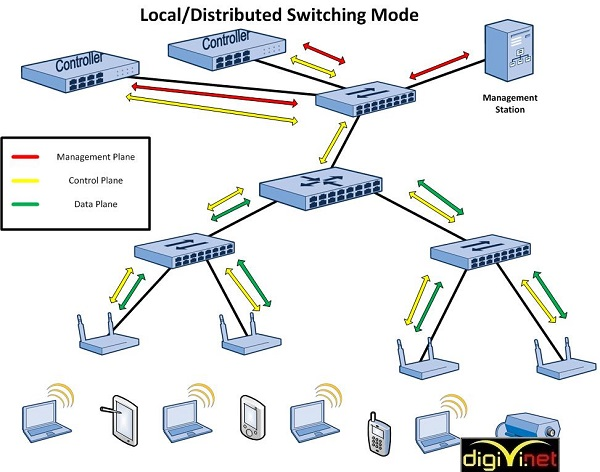 Local/Distributed Switching Mode
Controller
Controller
Management
Station
Management Plane
Control Plane
Data Plane
digiVi.net